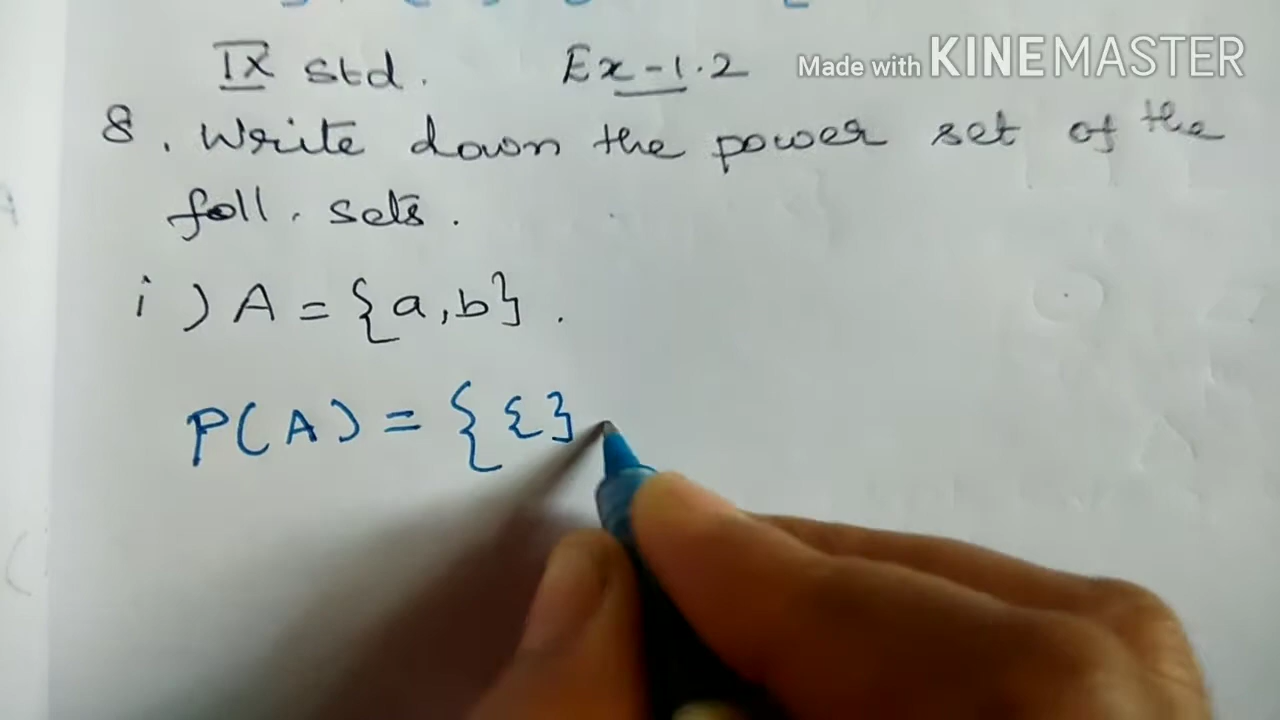 IX std. Ex-1.2
Made with KINEMASTER
8. Write down the power set of the
foll. sets.
i) A = {a,b}.
P(A) = { {}